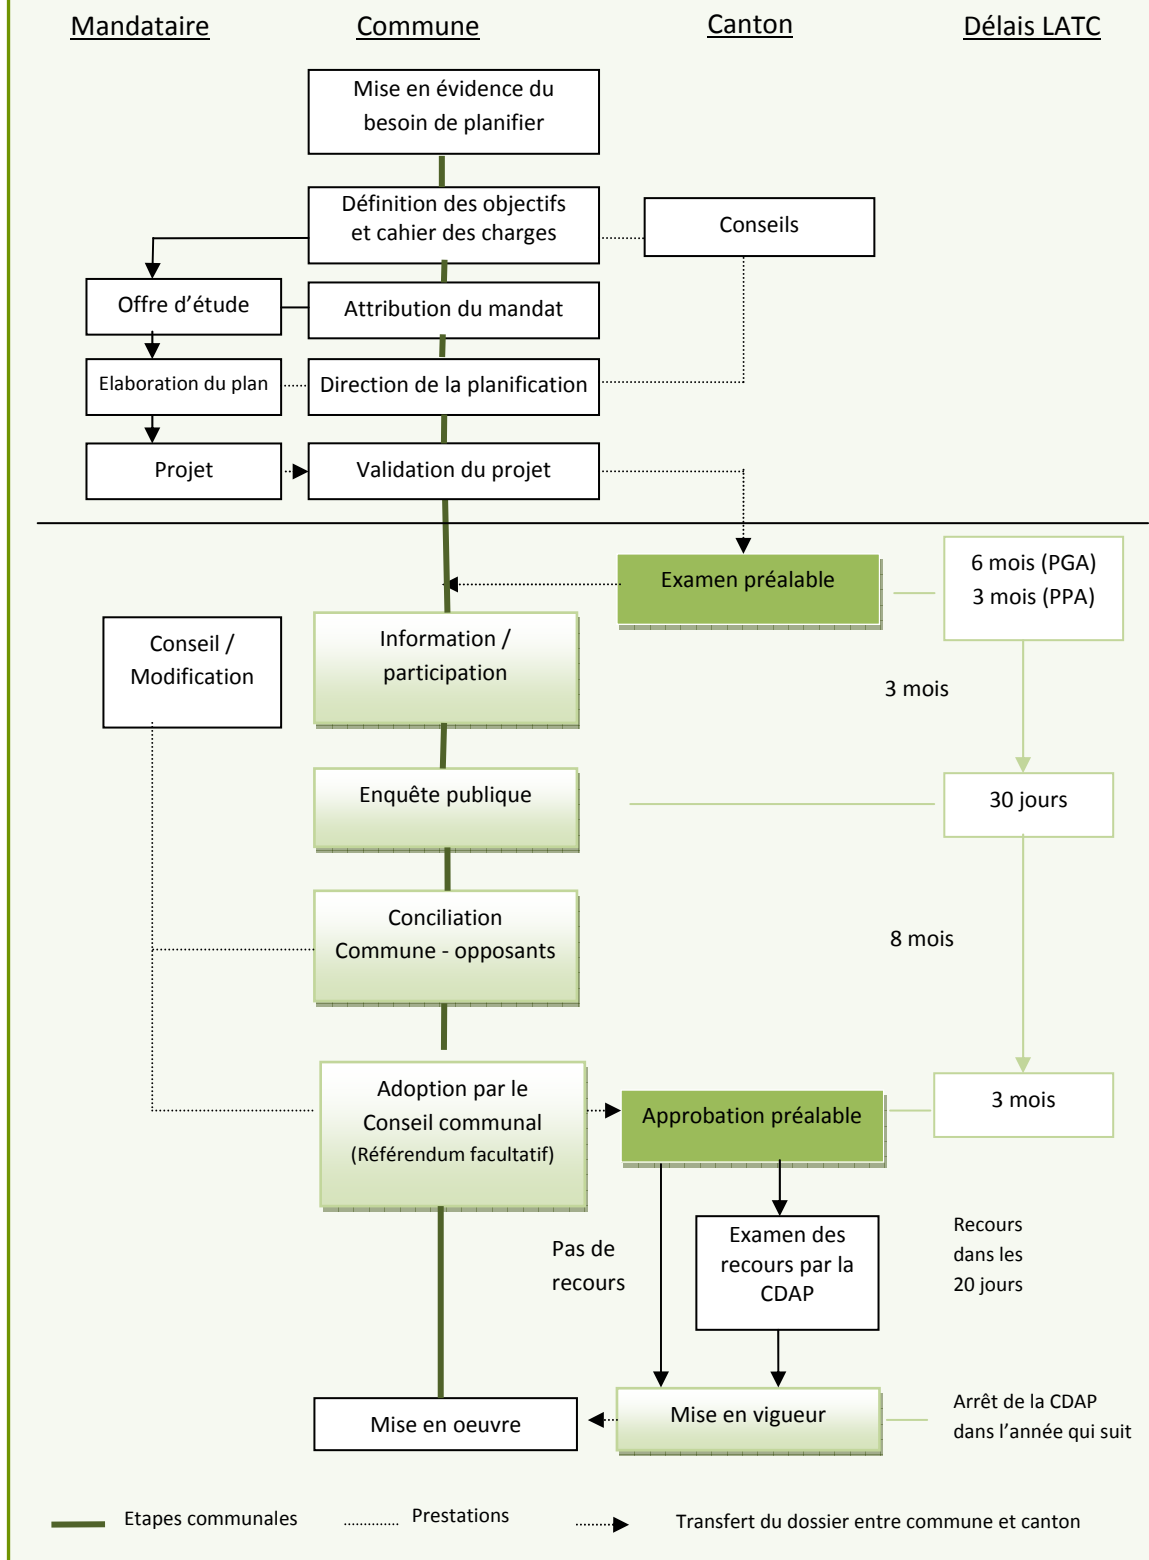 Mandataire
Commune
Canton
Délais LATC
Mise en évidence du
besoin de planifier
Définition des objectifs
et cahier des charges
Conseils
Offre d’étude
Attribution du mandat
Elaboration du plan
Direction de la planification
Projet
Validation du projet
Examen préalable
6 mois (PGA)
3 mois (PPA)
Conseil /
Modification
Information /
participation
3 mois
Enquête publique
30 jours
Conciliation
Commune - opposants
8 mois
Adoption par le
Conseil communal
(Référendum facultatif)
Approbation préalable
3 mois
Pas de
recours
Examen des
recours par la
CDAP
Recours
dans les
20 jours
Mise en oeuvre
Mise en vigueur
Arrêt de la CDAP
dans l’année qui suit
Etapes communales
Prestations
Transfert du dossier entre commune et canton